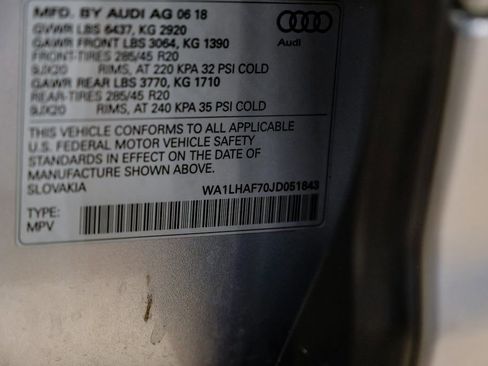 MFD. BY AUDI AG 06 18
GVWR LBS 6437, KG 2920
GAWR FRONT LBS 3064, KG 1390
FRONT-TIRES 285/45 R20
9JX20 RIMS, AT 220 KPA 32 PSI COLD
GAWR REAR LBS 3770, KG 1710
REAR-TIRES 285/45 R20
9JX20 RIMS, AT 240 KPA 35 PSI COLD
Audi
THIS VEHICLE CONFORMS TO ALL APPLICABLE
U.S. FEDERAL MOTOR VEHICLE SAFETY
STANDARDS IN EFFECT ON THE DATE OF
MANUFACTURE SHOWN ABOVE.
SLOVAKIA WA1LHAF70JD051843
TYPE:
MPV